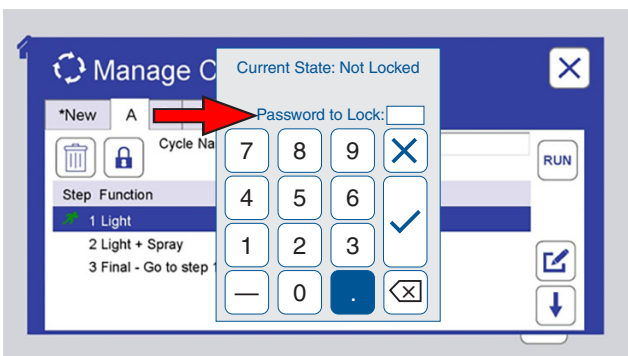 Manage C
Current State: Not Locked
*New A
Password to Lock:
Cycle Na
7 8 9
RUN
Step Function
4 5 6
1 Light
2 Light + Spray
1 2 3
3 Final - Go to step 1
— 0 .